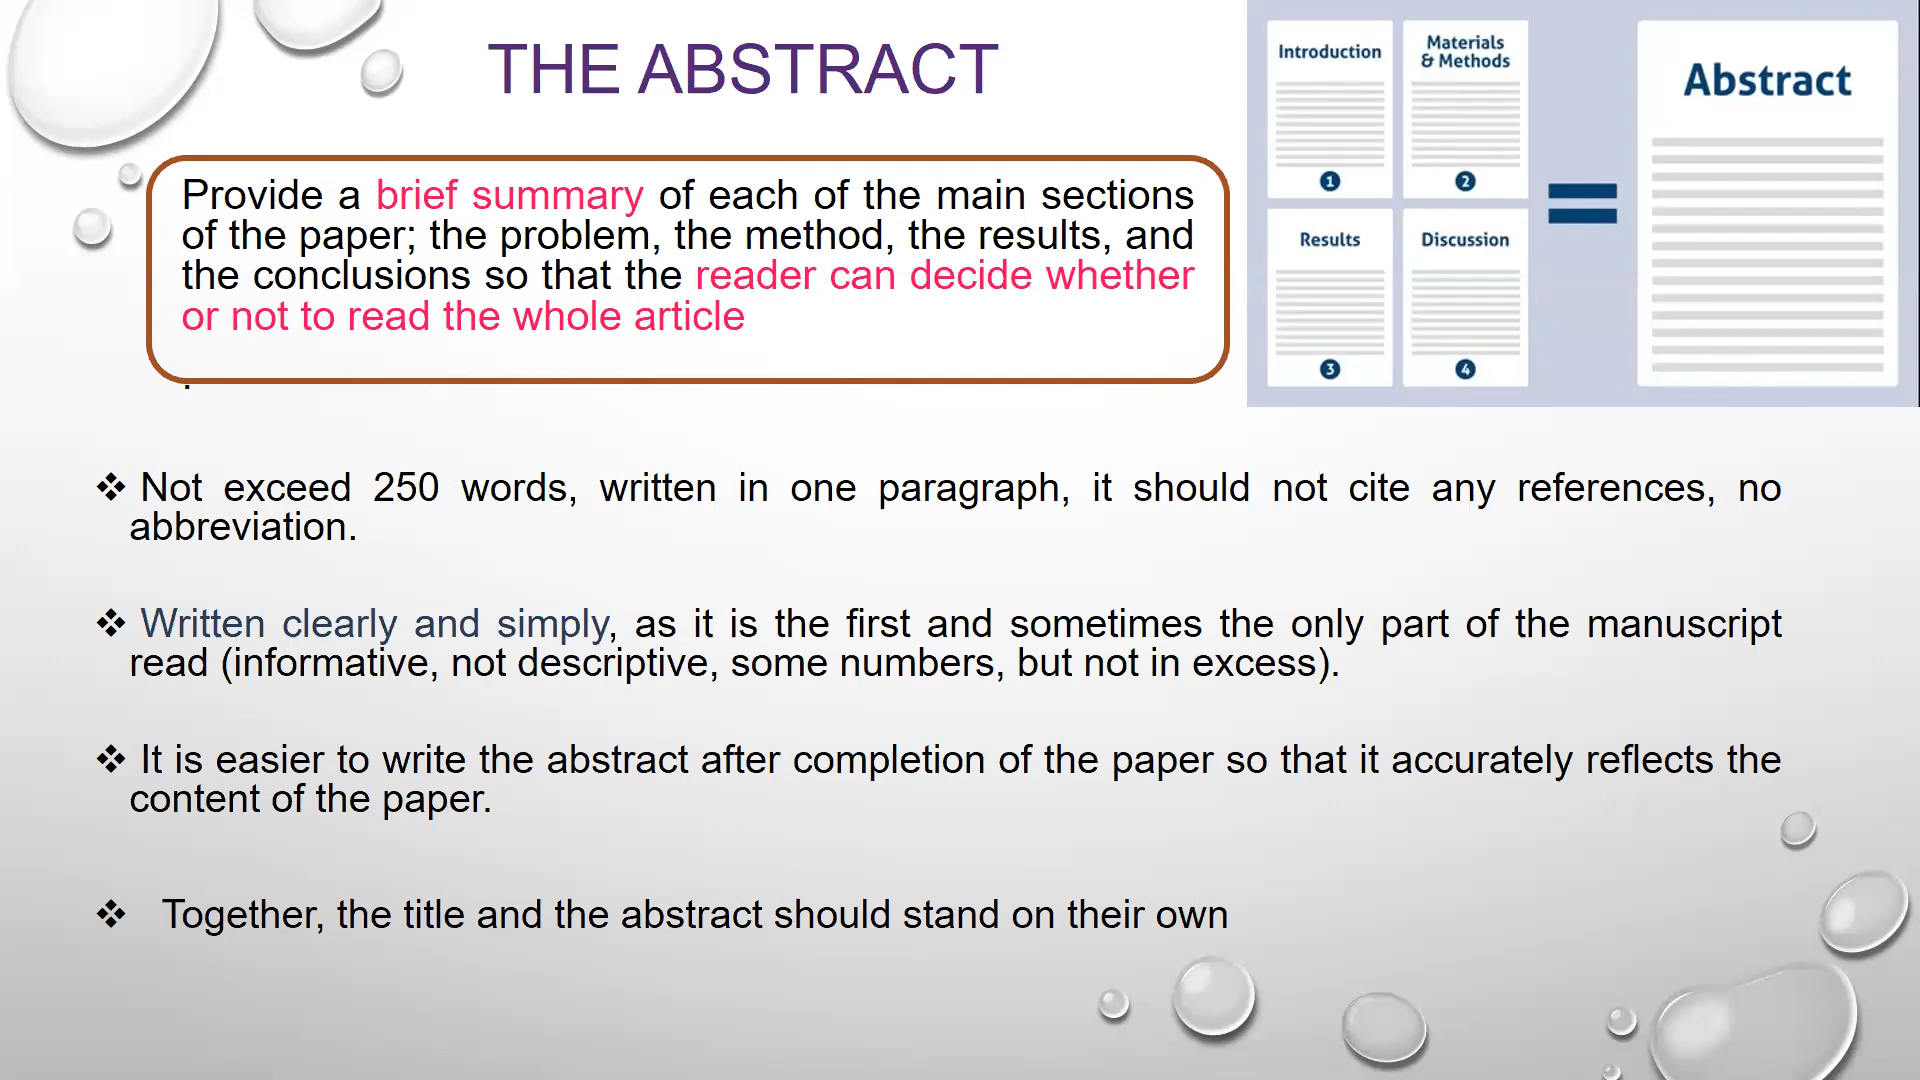 THE ABSTRACT
Provide a brief summary of each of the main sections
of the paper; the problem, the method, the results, and
the conclusions so that the reader can decide whether
or not to read the whole article
.
Introduction
1
Materials
& Methods
2
Results
3
Discussion
4
Abstract
❖ Not exceed 250 words, written in one paragraph, it should not cite any references, no
abbreviation.
❖ Written clearly and simply, as it is the first and sometimes the only part of the manuscript
read (informative, not descriptive, some numbers, but not in excess).
❖ It is easier to write the abstract after completion of the paper so that it accurately reflects the
content of the paper.
❖ Together, the title and the abstract should stand on their own